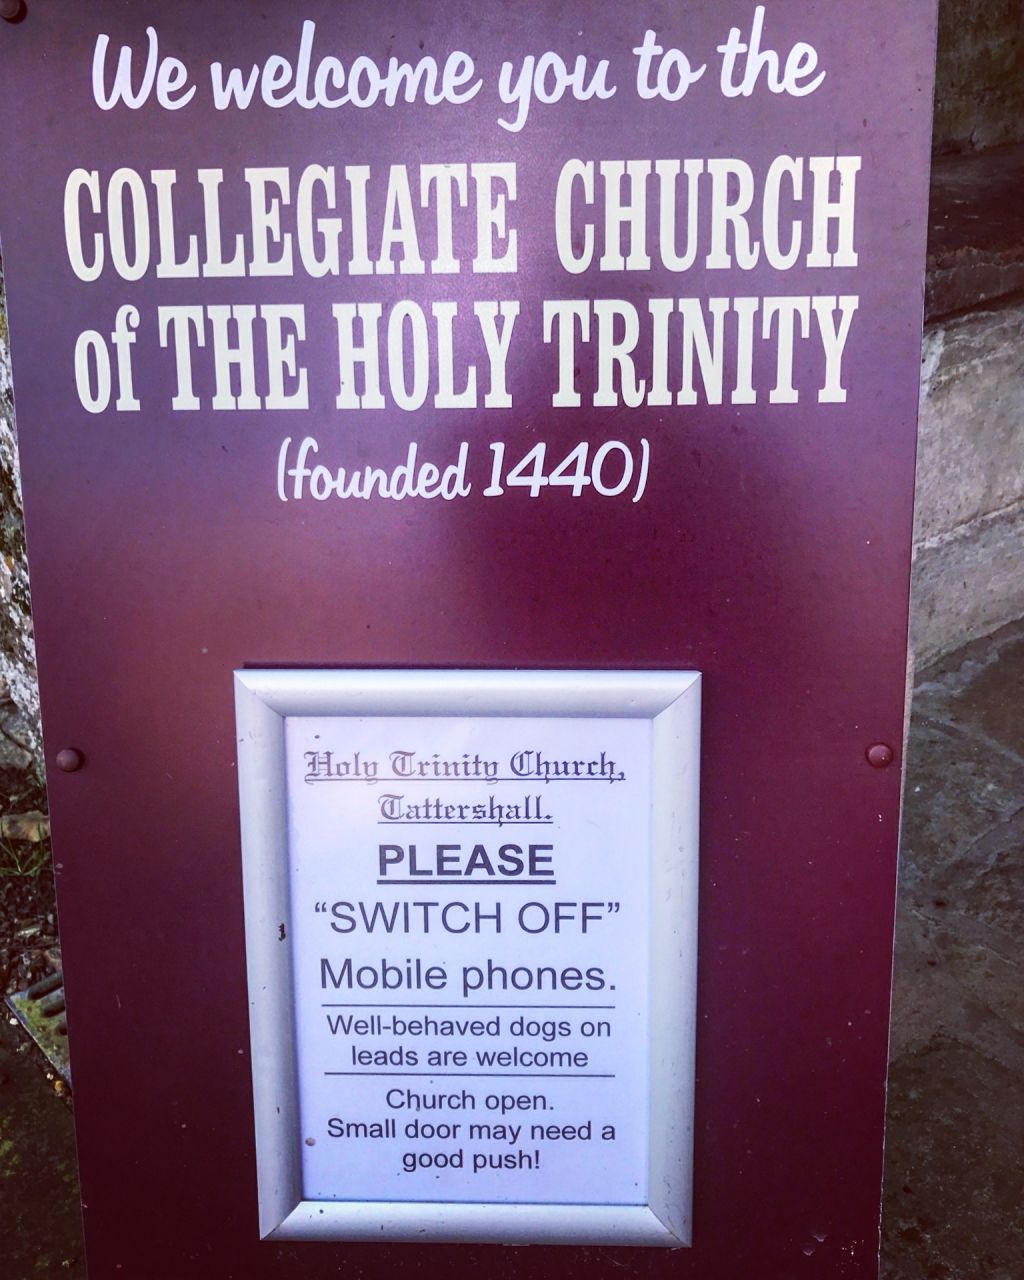 We welcome you to the
COLLEGIATE CHURCH
of THE HOLY TRINITY
(founded 1440)
Holy Trinity Church,
Tattershall.
PLEASE
“SWITCH OFF”
Mobile phones.
Well-behaved dogs on
leads are welcome
Church open.
Small door may need a
good push!